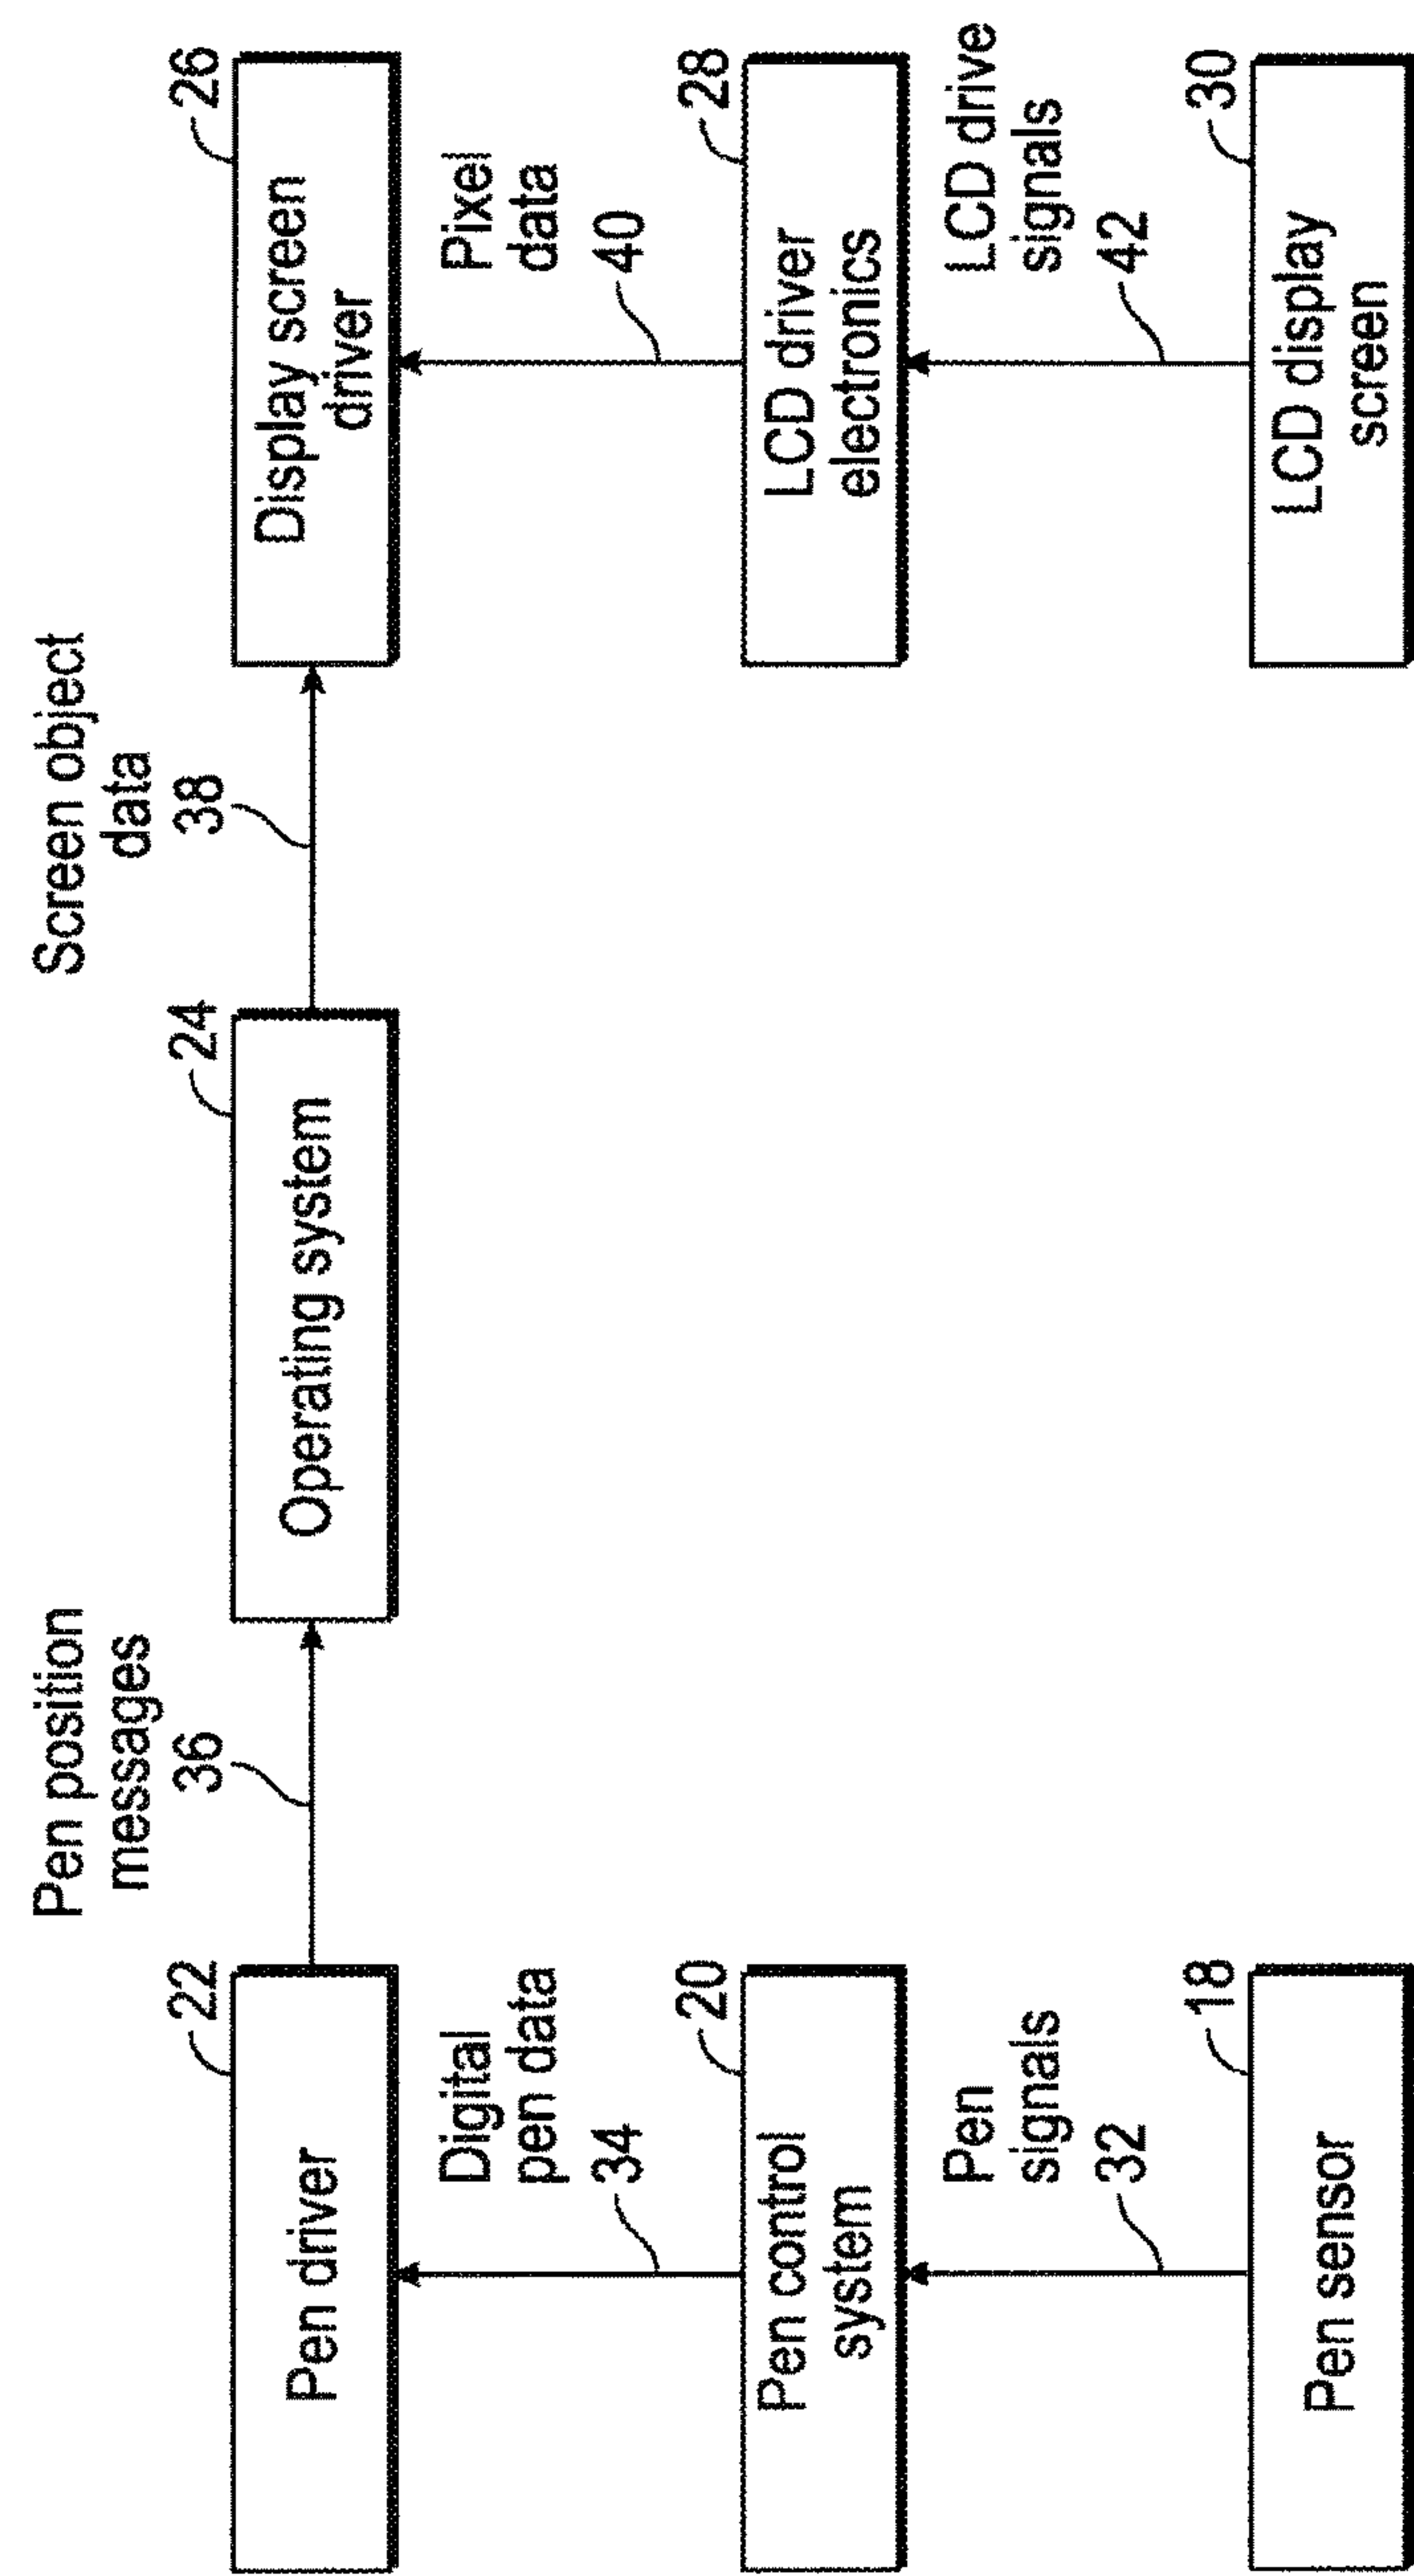 Pen position
messages
36
Screen object
data
38
22
Pen driver
24
Operating system
26
Display screen
driver
Digital
pen data
34
Pixel
data
40
20
Pen control
system
28
LCD driver
electronics
Pen
signals
32
LCD drive
signals
42
18
Pen sensor
30
LCD display
screen